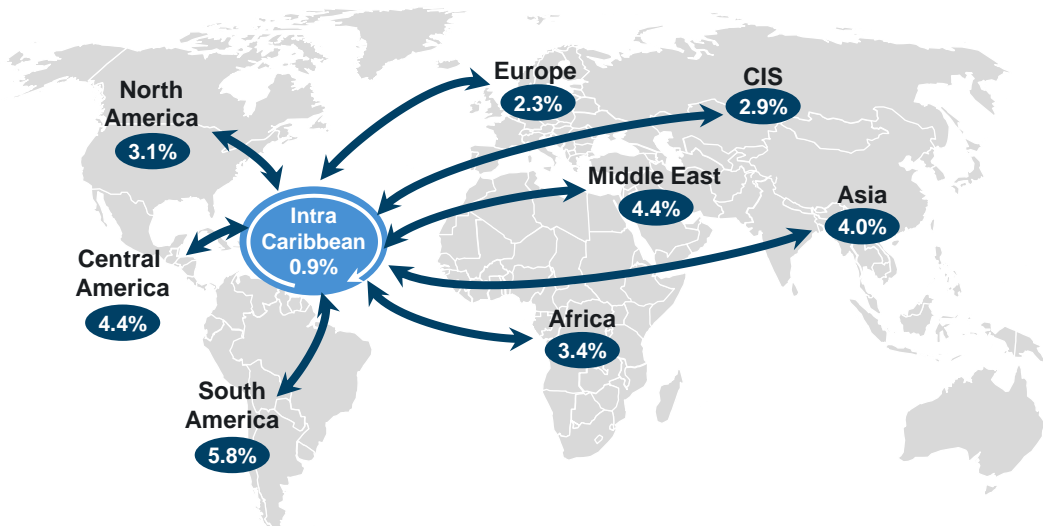 North
America
3.1%
Europe
2.3%
CIS
2.9%
Middle East
4.4%
Asia
4.0%
Intra
Caribbean
0.9%
Central
America
4.4%
Africa
3.4%
South
America
5.8%